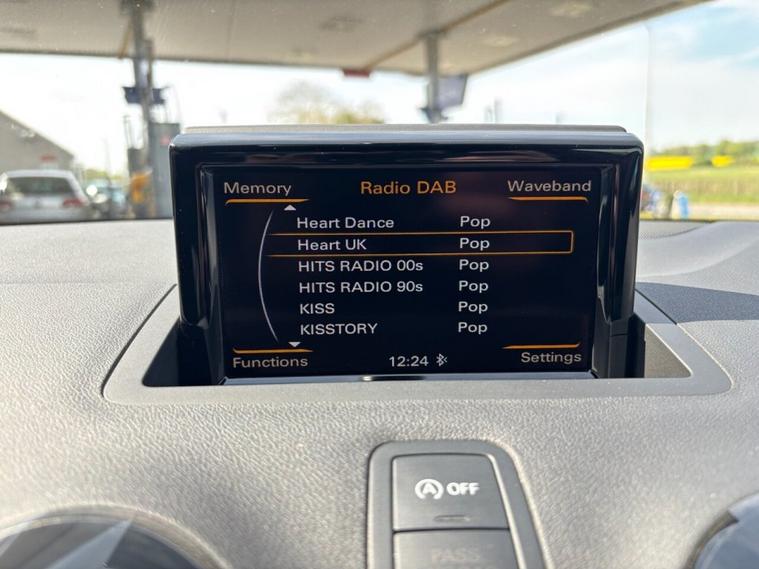 Memory Radio DAB Waveband
Heart Dance Pop
Heart UK Pop
HITS RADIO 00s Pop
HITS RADIO 90s Pop
KISS Pop
KISSTORY Pop
Functions 12:24 Settings
A OFF
PASS